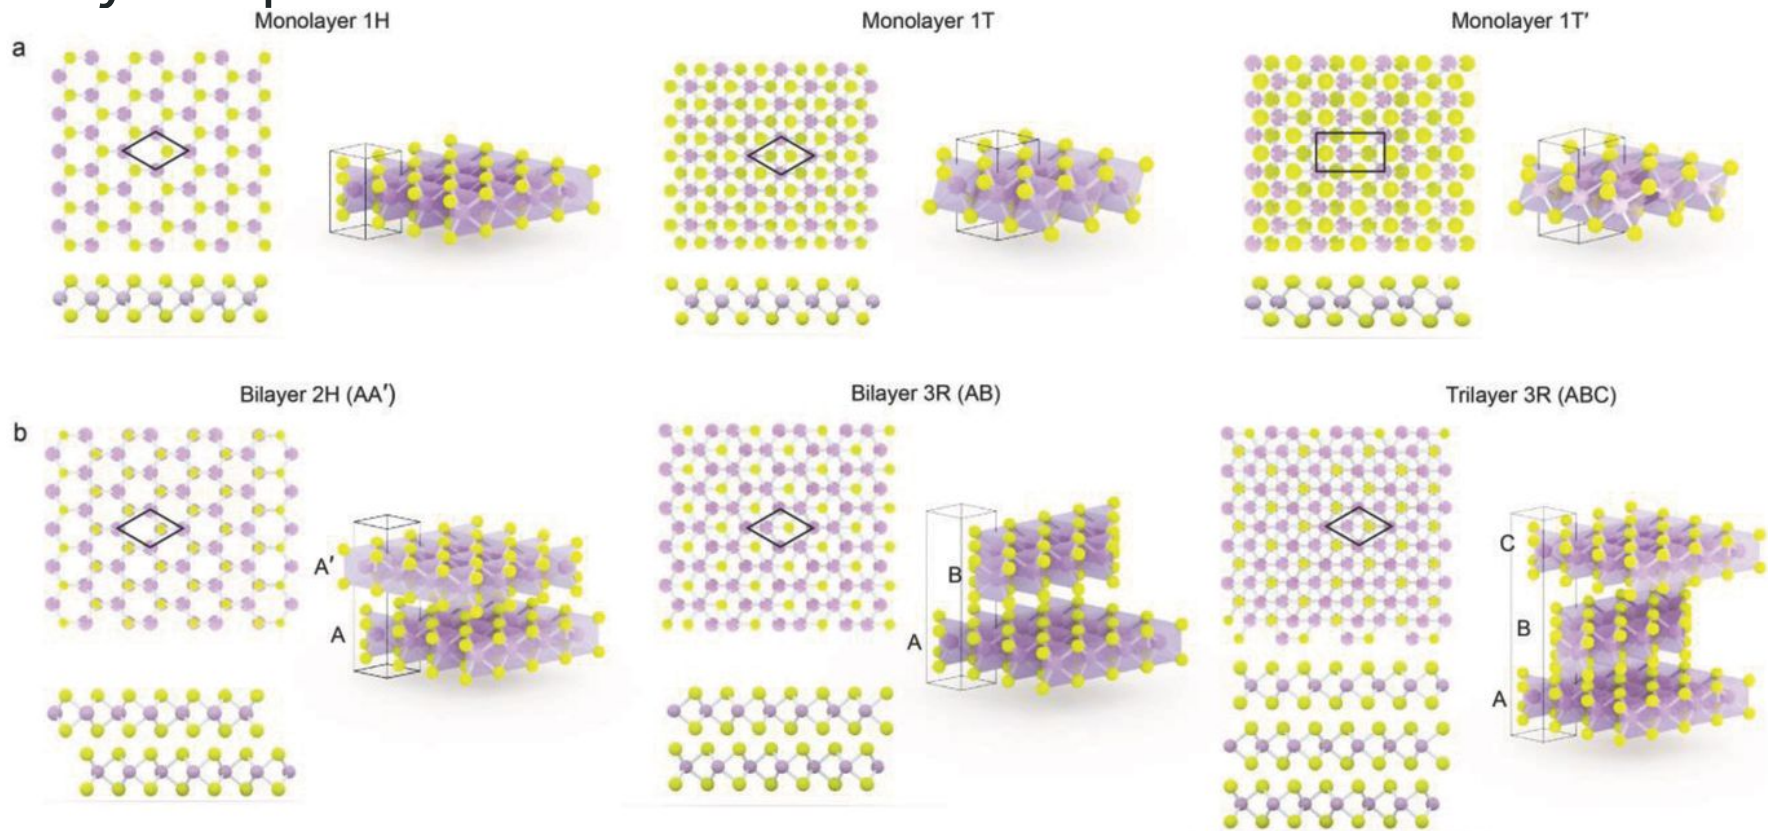 Monolayer 1H Monolayer 1T Monolayer 1T′
a
Bilayer 2H (AA′) Bilayer 3R (AB) Trilayer 3R (ABC)
b
A′
A
B
A
C
B
A